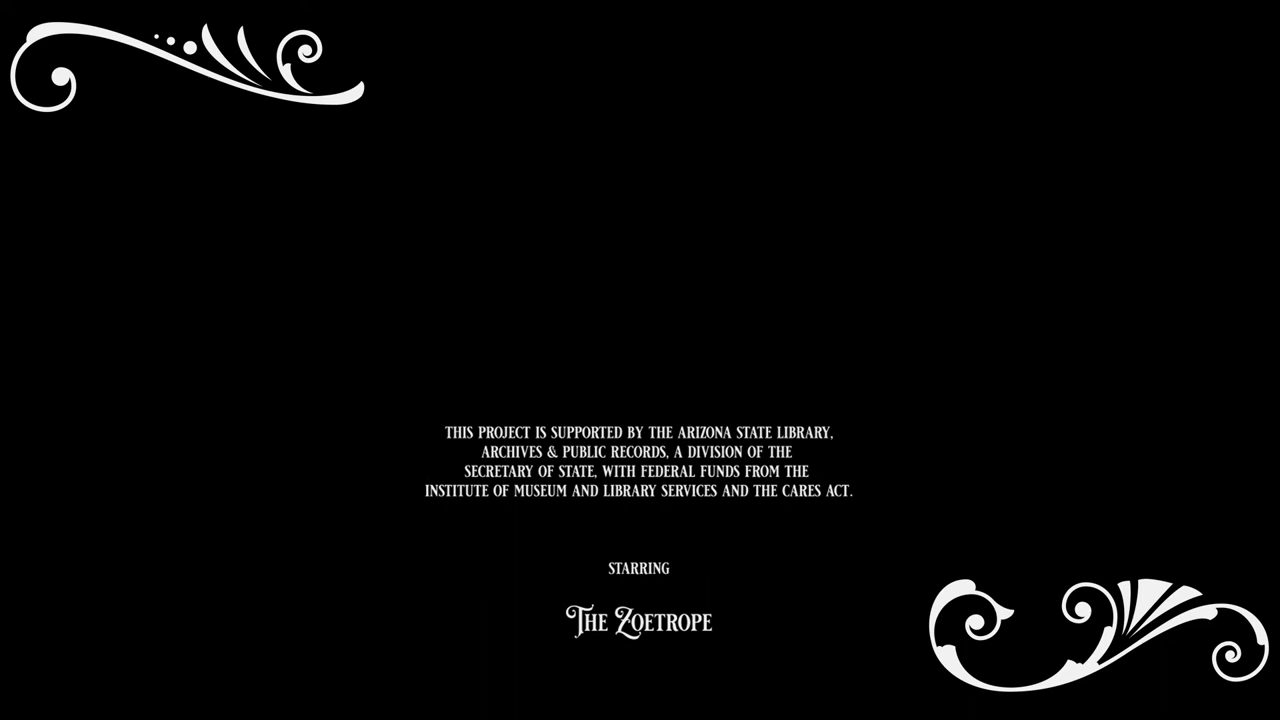 THIS PROJECT IS SUPPORTED BY THE ARIZONA STATE LIBRARY,
ARCHIVES & PUBLIC RECORDS, A DIVISION OF THE
SECRETARY OF STATE, WITH FEDERAL FUNDS FROM THE
INSTITUTE OF MUSEUM AND LIBRARY SERVICES AND THE CARES ACT.
STARRING
THE ZOETROPE